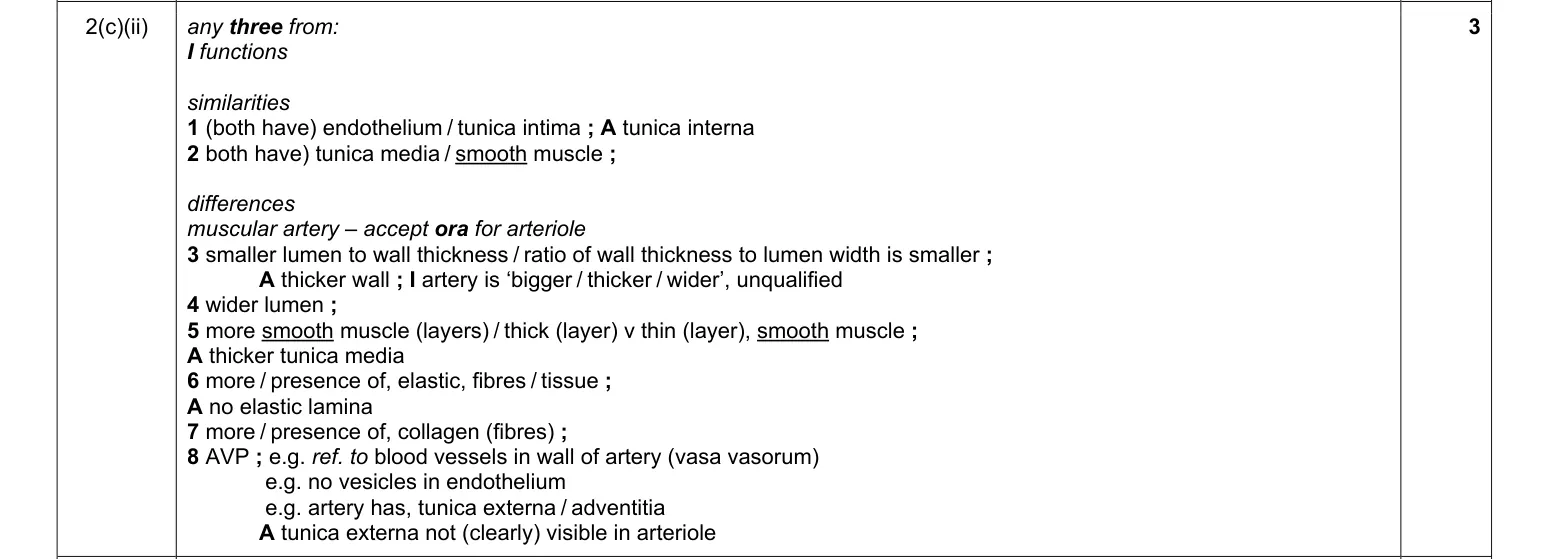 2(c)(ii)
any three from:
I functions
3
similarities
1 (both have) endothelium / tunica intima ; A tunica interna
2 both have) tunica media / smooth muscle ;
differences
muscular artery – accept ora for arteriole
3 smaller lumen to wall thickness / ratio of wall thickness to lumen width is smaller ;
A thicker wall ; I artery is ‘bigger / thicker / wider’, unqualified
4 wider lumen ;
5 more smooth muscle (layers) / thick (layer) v thin (layer), smooth muscle ;
A thicker tunica media
6 more / presence of, elastic, fibres / tissue ;
A no elastic lamina
7 more / presence of, collagen (fibres) ;
8 AVP ; e.g. ref. to blood vessels in wall of artery (vasa vasorum)
e.g. no vesicles in endothelium
e.g. artery has, tunica externa / adventitia
A tunica externa not (clearly) visible in arteriole